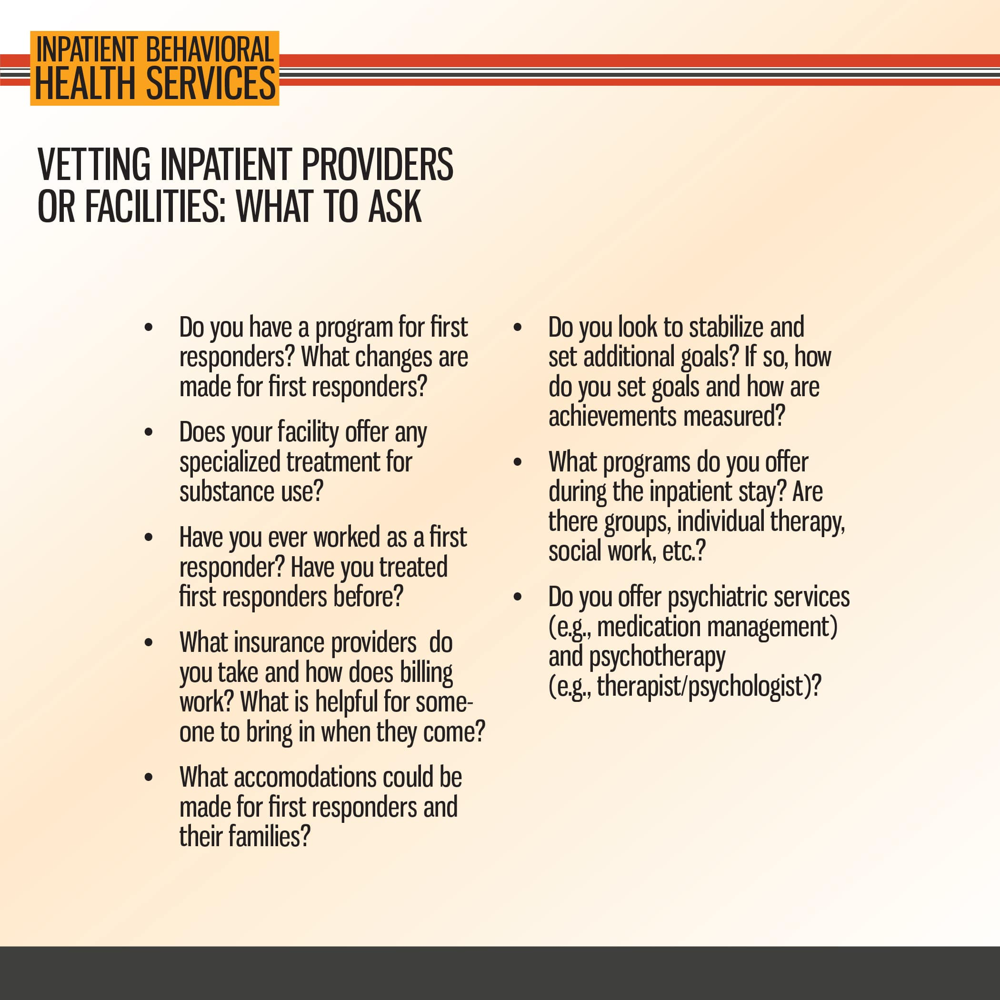 INPATIENT BEHAVIORAL
HEALTH SERVICES
VETTING INPATIENT PROVIDERS
OR FACILITIES: WHAT TO ASK
• Do you have a program for first
responders? What changes are
made for first responders?
• Does your facility offer any
specialized treatment for
substance use?
• Have you ever worked as a first
responder? Have you treated
first responders before?
• What insurance providers  do
you take and how does billing
work? What is helpful for some-
one to bring in when they come?
• What accomodations could be
made for first responders and
their families?
• Do you look to stabilize and
set additional goals? If so, how
do you set goals and how are
achievements measured?
• What programs do you offer
during the inpatient stay? Are
there groups, individual therapy,
social work, etc.?
• Do you offer psychiatric services
(e.g., medication management)
and psychotherapy
(e.g., therapist/psychologist)?